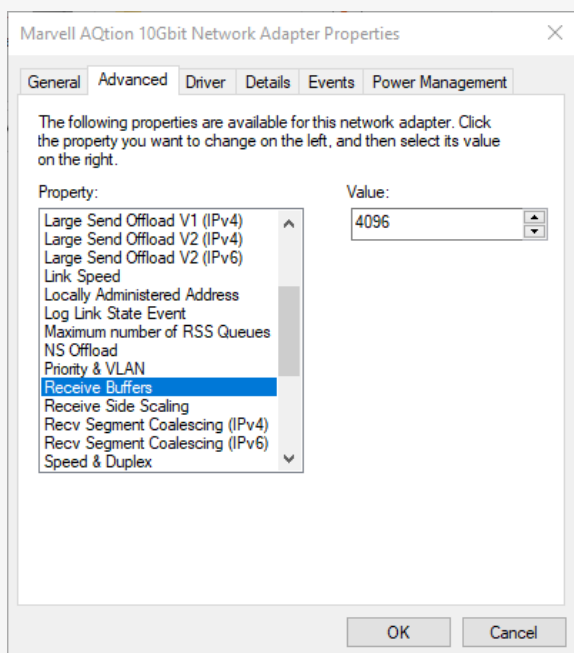 Marvell AQtion 10Gbit Network Adapter Properties
General Advanced Driver Details Events Power Management
The following properties are available for this network adapter. Click
the property you want to change on the left, and then select its value
on the right.
Property:
Value:
Large Send Offload V1 (IPv4)
Large Send Offload V2 (IPv4)
Large Send Offload V2 (IPv6)
Link Speed
Locally Administered Address
Log Link State Event
Maximum number of RSS Queues
NS Offload
Priority & VLAN
Receive Buffers
Receive Side Scaling
Recv Segment Coalescing (IPv4)
Recv Segment Coalescing (IPv6)
Speed & Duplex
4096
OK
Cancel